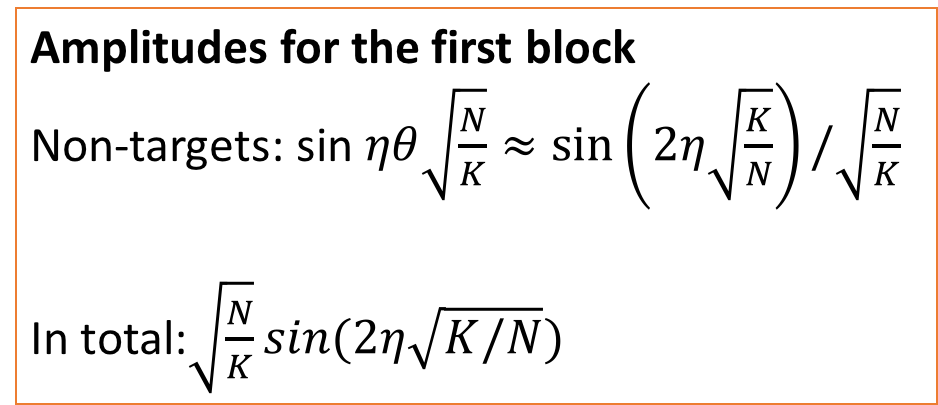 Amplitudes for the first block
Non-targets: sin ηθ √(N/K) ≈ sin (2η √(K/N)) / √(N/K)
In total: √(N/K) sin(2η√(K/N))